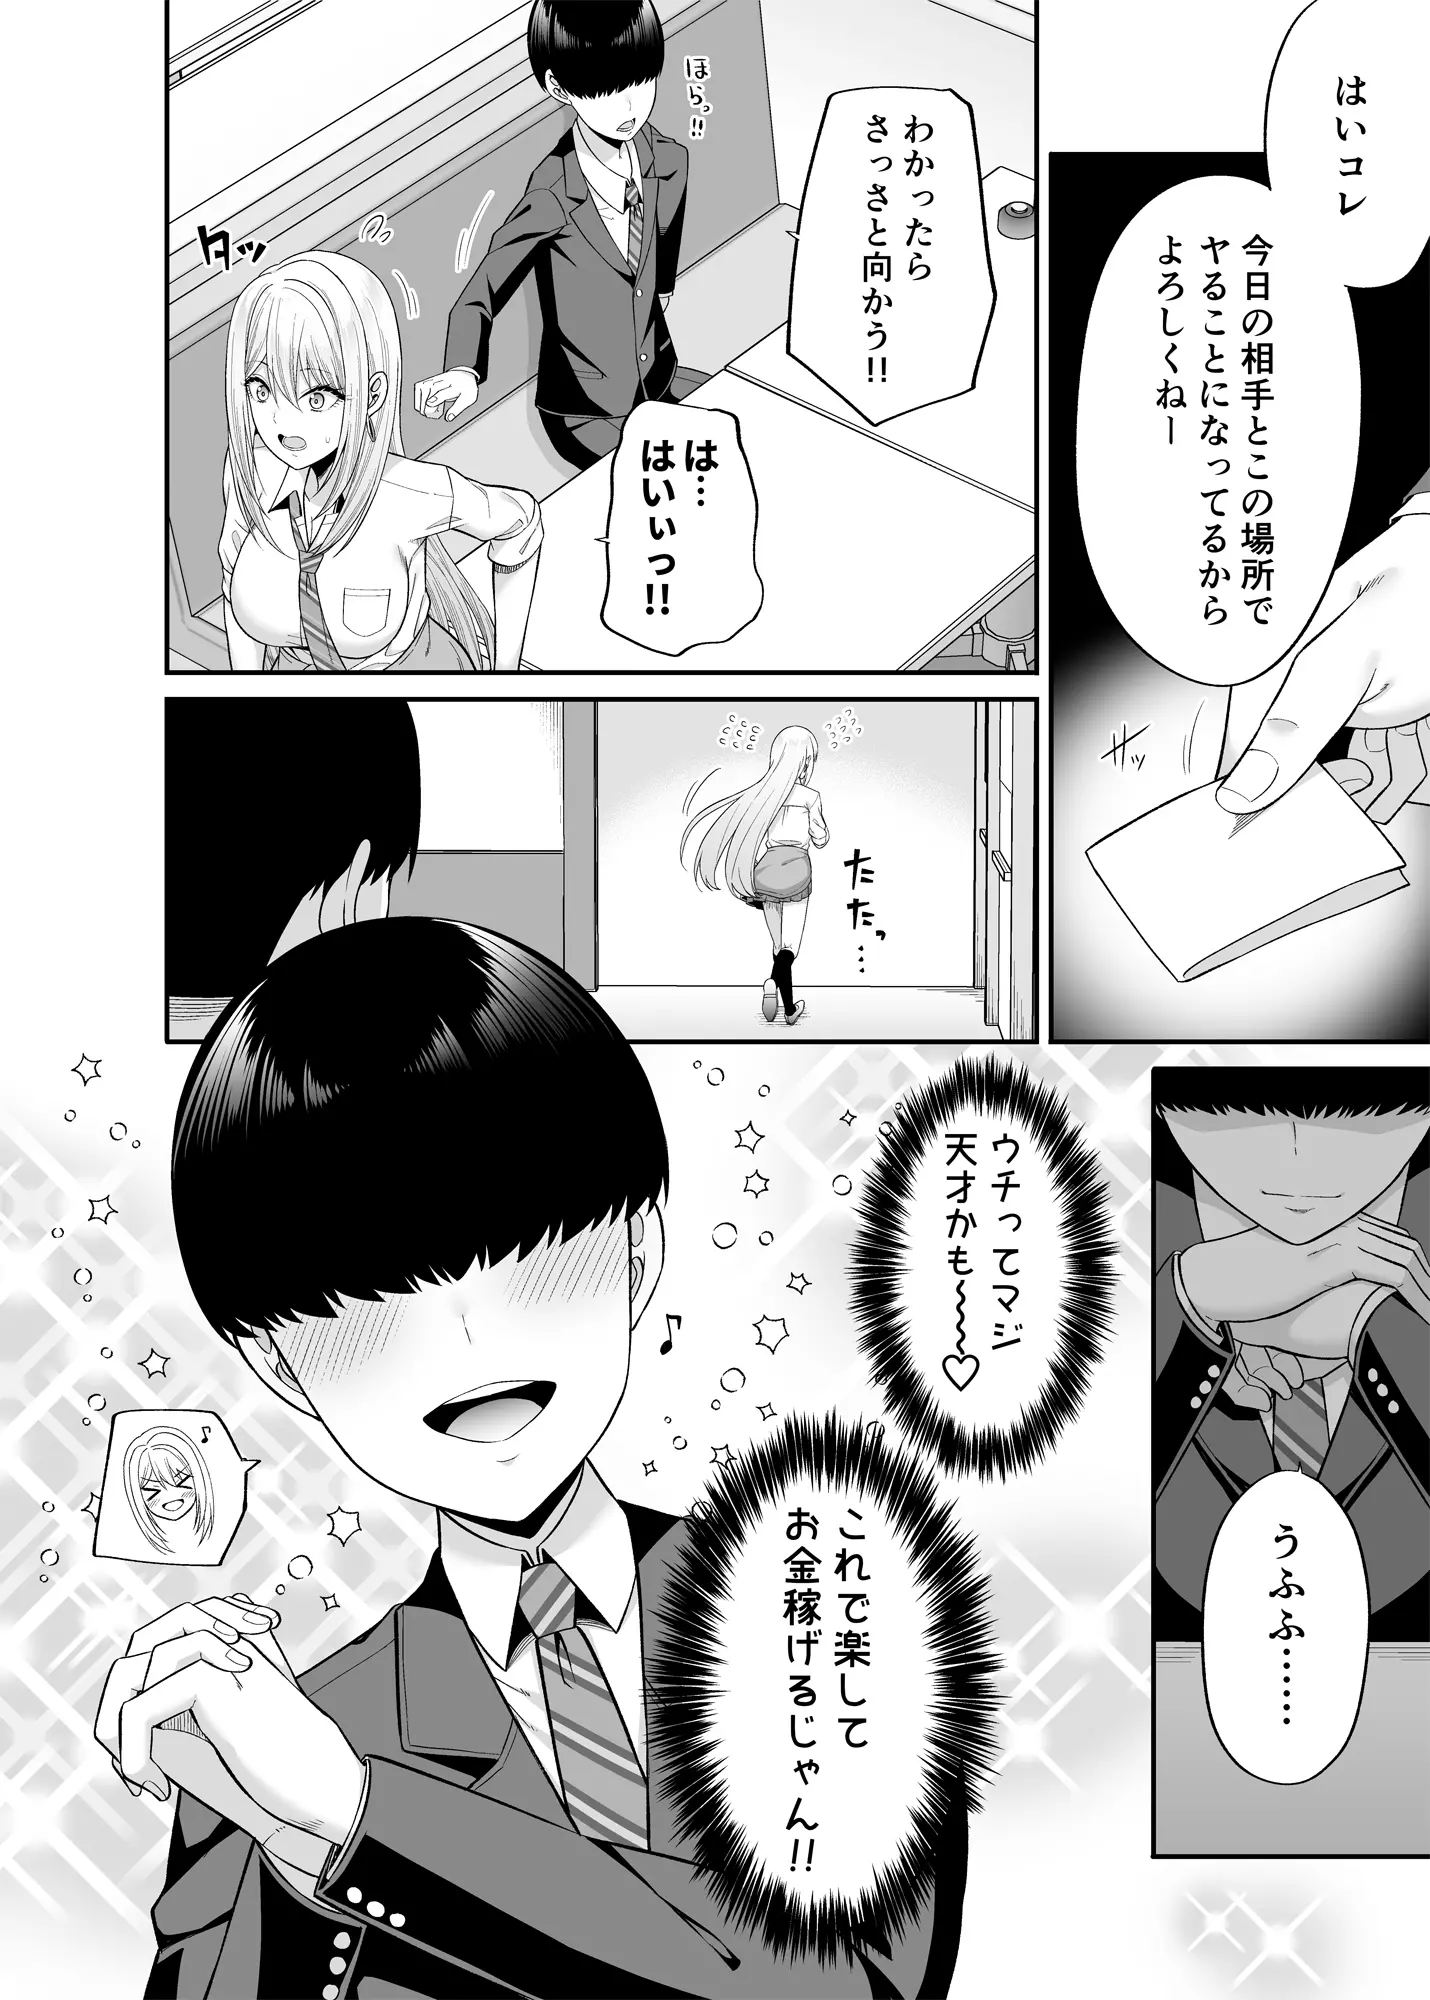 はいコレ
今日の相手とこの場所で
ヤることになってるから
よろしくねー
サッ
わかったら
さっさと向かう!!
ほらっ!!
は…
はいぃっ!!
タッ
たたたっ…
うふふ……
ウチってマジ
天才かも～～～♡
これで楽して
お金稼げるじゃん!!